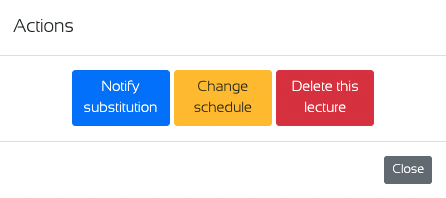 Actions
Notify
substitution
Change
schedule
Delete this
lecture
Close